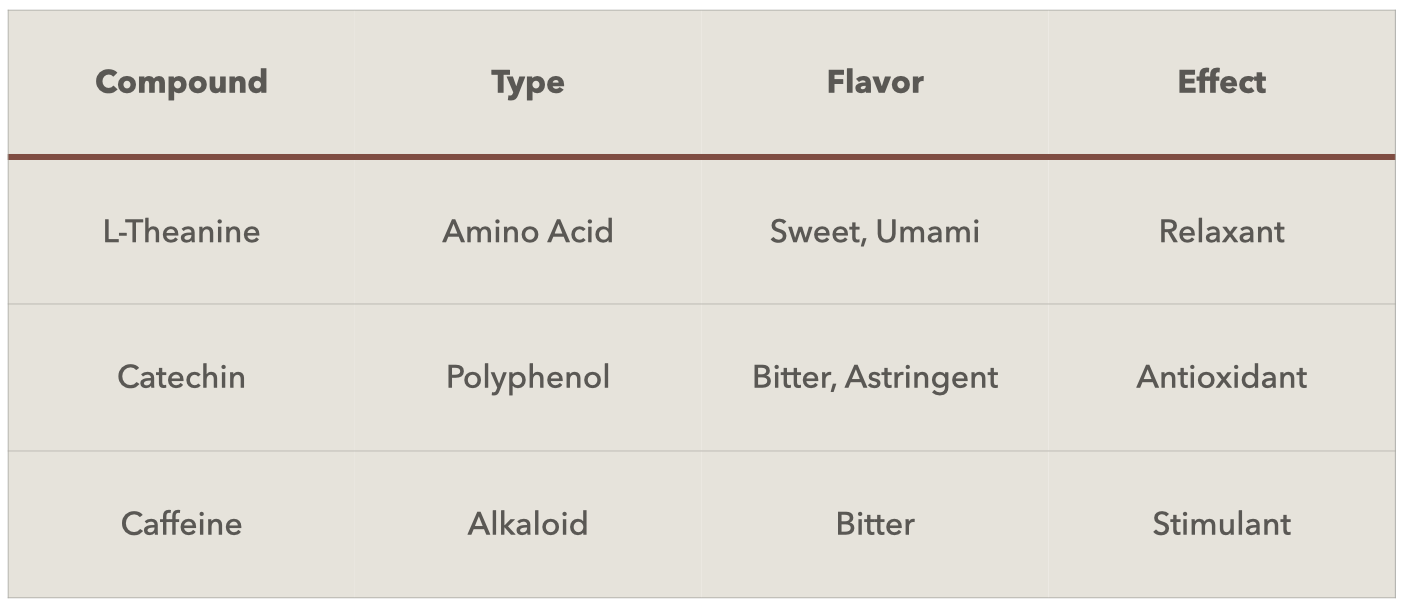 Compound Type Flavor Effect
L-Theanine Amino Acid Sweet, Umami Relaxant
Catechin Polyphenol Bitter, Astringent Antioxidant
Caffeine Alkaloid Bitter Stimulant